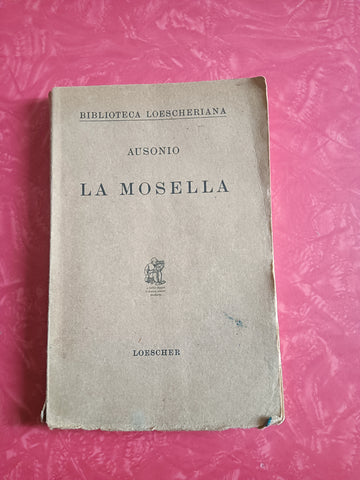 BIBLIOTECA LOESCHERIANA
AUSONIO
LA MOSELLA
LOESCHER